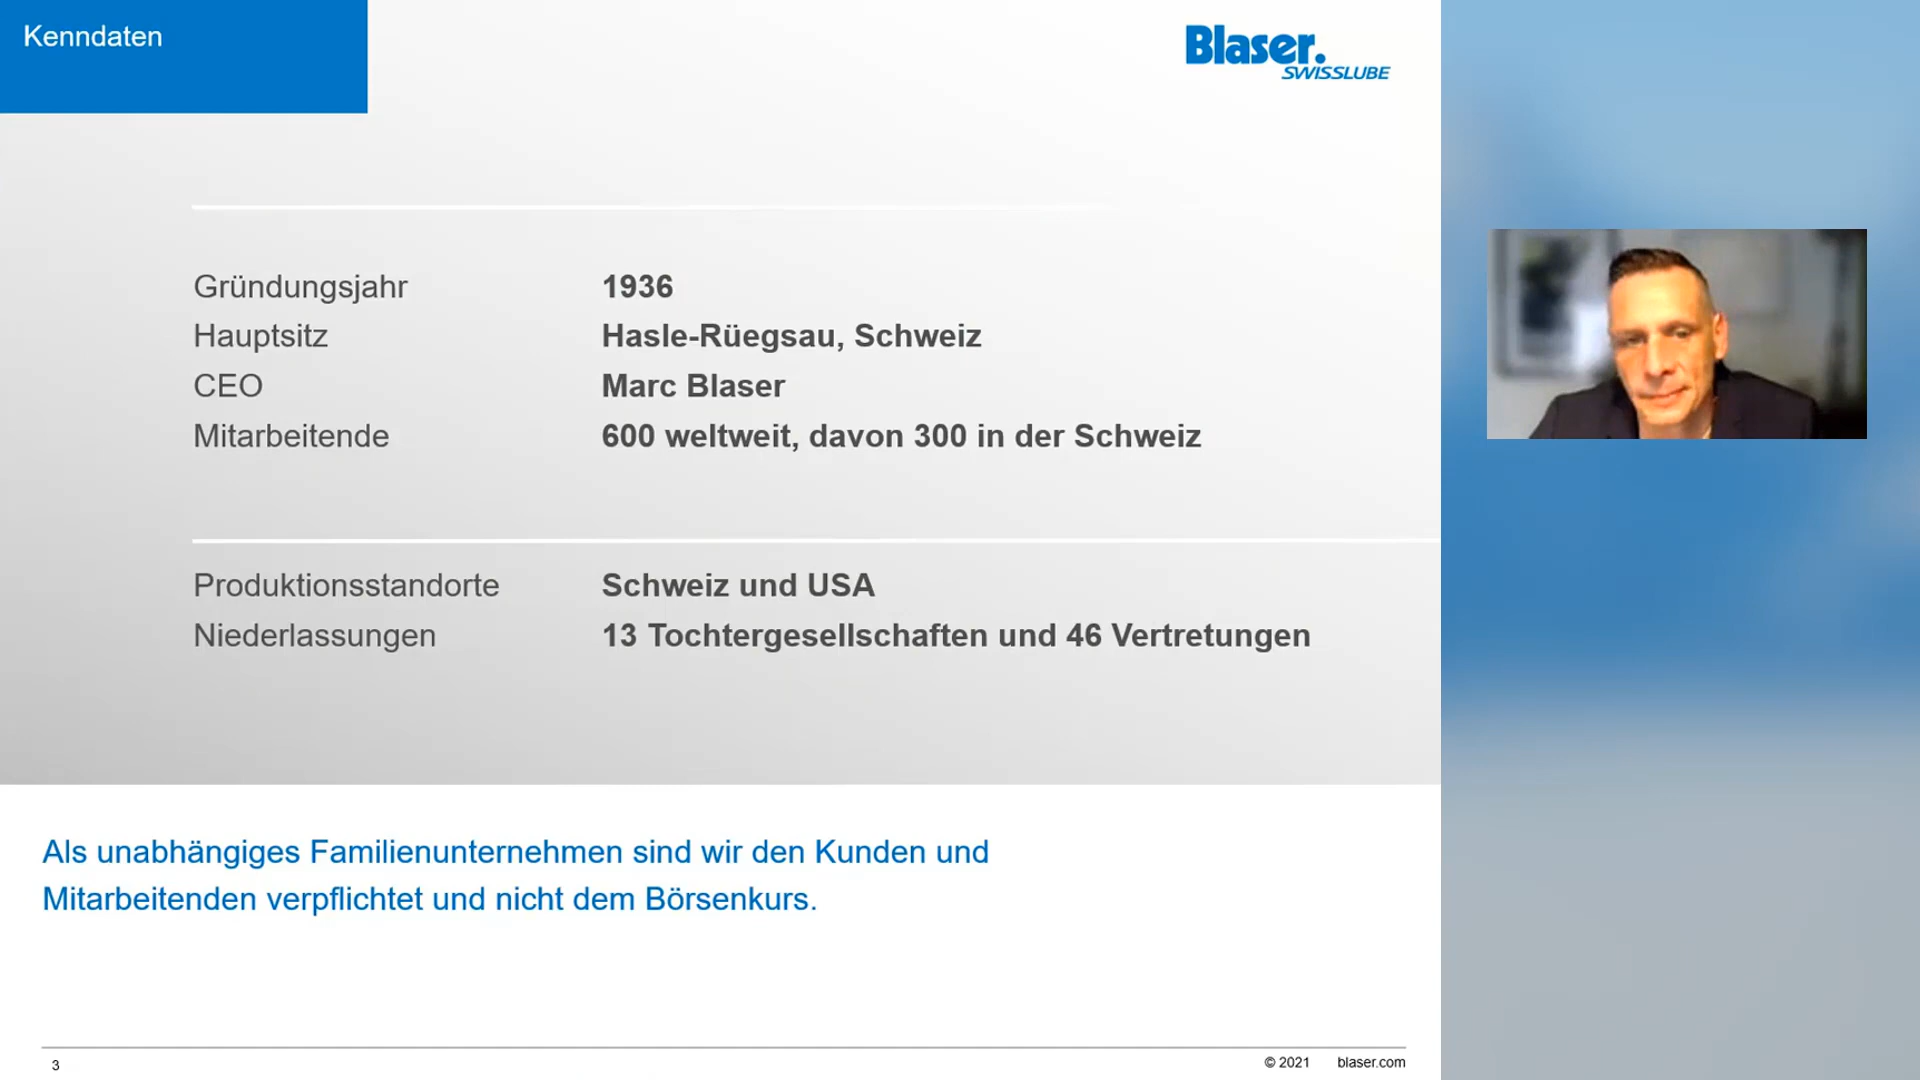 Kenndaten
Blaser.
SWISSLUBE
Gründungsjahr 1936
Hauptsitz Hasle-Rüegsau, Schweiz
CEO Marc Blaser
Mitarbeitende 600 weltweit, davon 300 in der Schweiz
Produktionsstandorte Schweiz und USA
Niederlassungen 13 Tochtergesellschaften und 46 Vertretungen
Als unabhängiges Familienunternehmen sind wir den Kunden und
Mitarbeitenden verpflichtet und nicht dem Börsenkurs.
3 © 2021 blaser.com